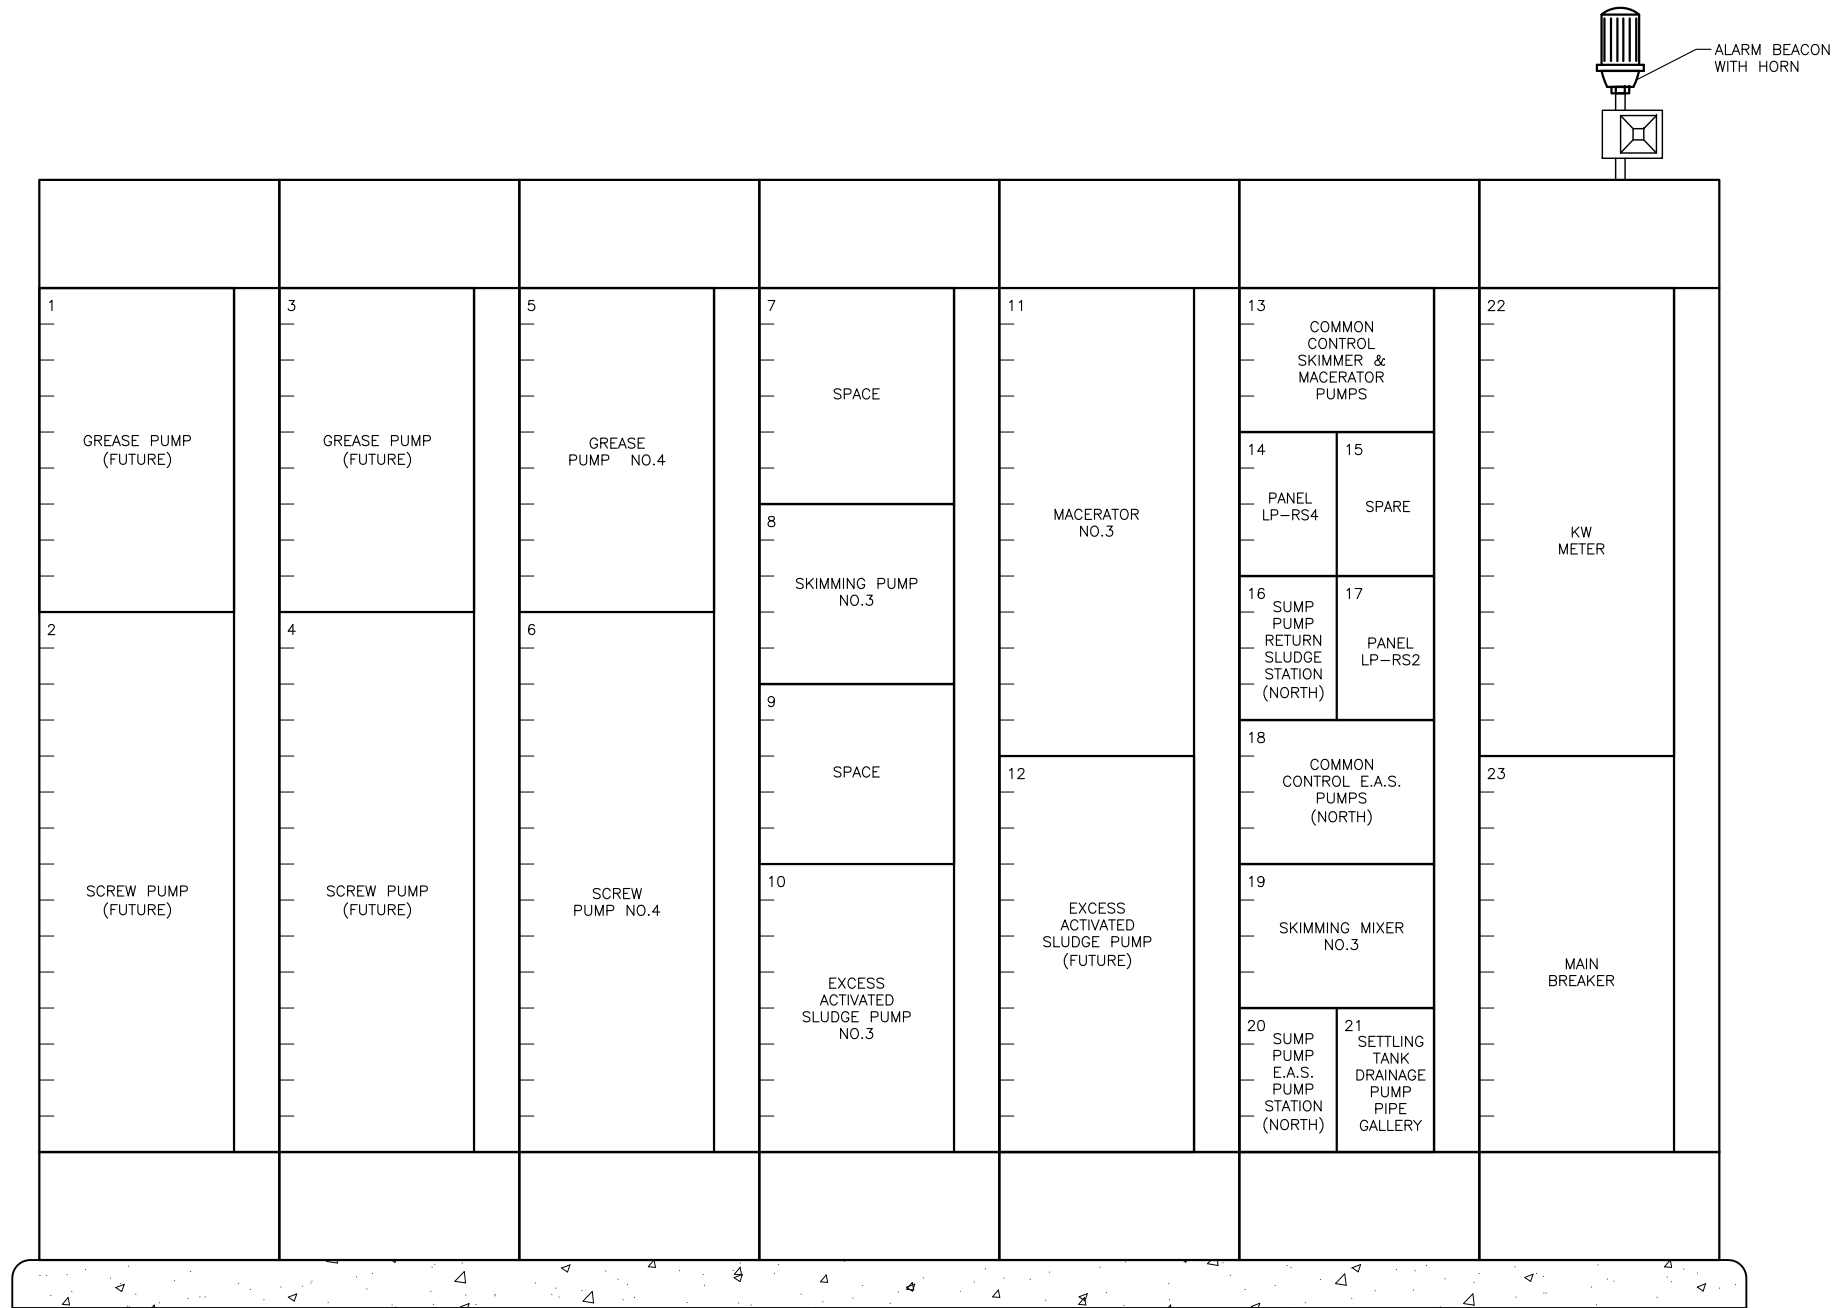 ALARM BEACON
WITH HORN
1
GREASE PUMP
(FUTURE)
2
SCREW PUMP
(FUTURE)
3
GREASE PUMP
(FUTURE)
4
SCREW PUMP
(FUTURE)
5
GREASE
PUMP NO.4
6
SCREW
PUMP NO.4
7
SPACE
8
SKIMMING PUMP
NO.3
9
SPACE
10
EXCESS
ACTIVATED
SLUDGE PUMP
NO.3
11
MACERATOR
NO.3
12
EXCESS
ACTIVATED
SLUDGE PUMP
(FUTURE)
13
COMMON
CONTROL
SKIMMER &
MACERATOR
PUMPS
14
PANEL
LP-RS4
15
SPARE
16
SUMP
PUMP
RETURN
SLUDGE
STATION
(NORTH)
17
PANEL
LP-RS2
18
COMMON
CONTROL E.A.S.
PUMPS
(NORTH)
19
SKIMMING MIXER
NO.3
20
SUMP
PUMP
E.A.S.
PUMP
STATION
(NORTH)
21
SETTLING
TANK
DRAINAGE
PUMP
PIPE
GALLERY
22
KW
METER
23
MAIN
BREAKER